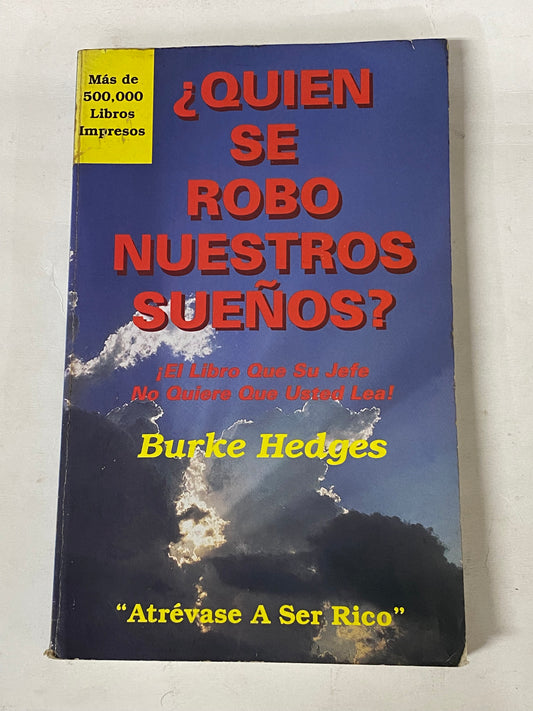 Más de
500,000
Libros
Impresos
¿QUIEN
SE
ROBO
NUESTROS
SUEÑOS?
¡El Libro Que Su Jefe
No Quiere Que Usted Lea!
Burke Hedges
“Atrévase A Ser Rico”